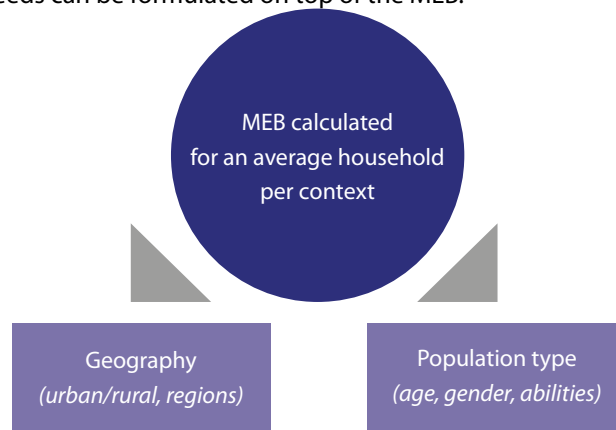 can be formulated on top of the MEB.
MEB calculated
for an average household
per context
Geography
(urban/rural, regions)
Population type
(age, gender, abilities)